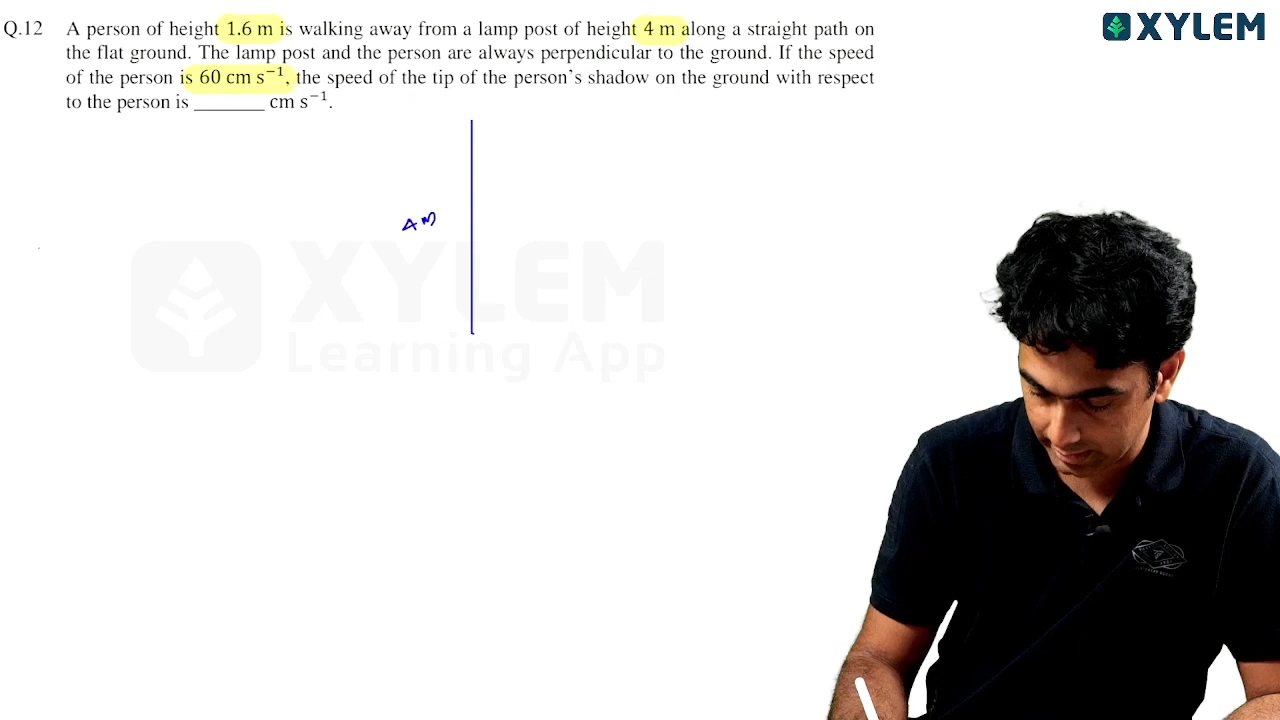 Q.12 A person of height 1.6 m is walking away from a lamp post of height 4 m along a straight path on
the flat ground. The lamp post and the person are always perpendicular to the ground. If the speed
of the person is 60 cm s⁻¹, the speed of the tip of the person's shadow on the ground with respect
to the person is _______ cm s⁻¹.
XYLEM
4m
XYLEM
Learning App